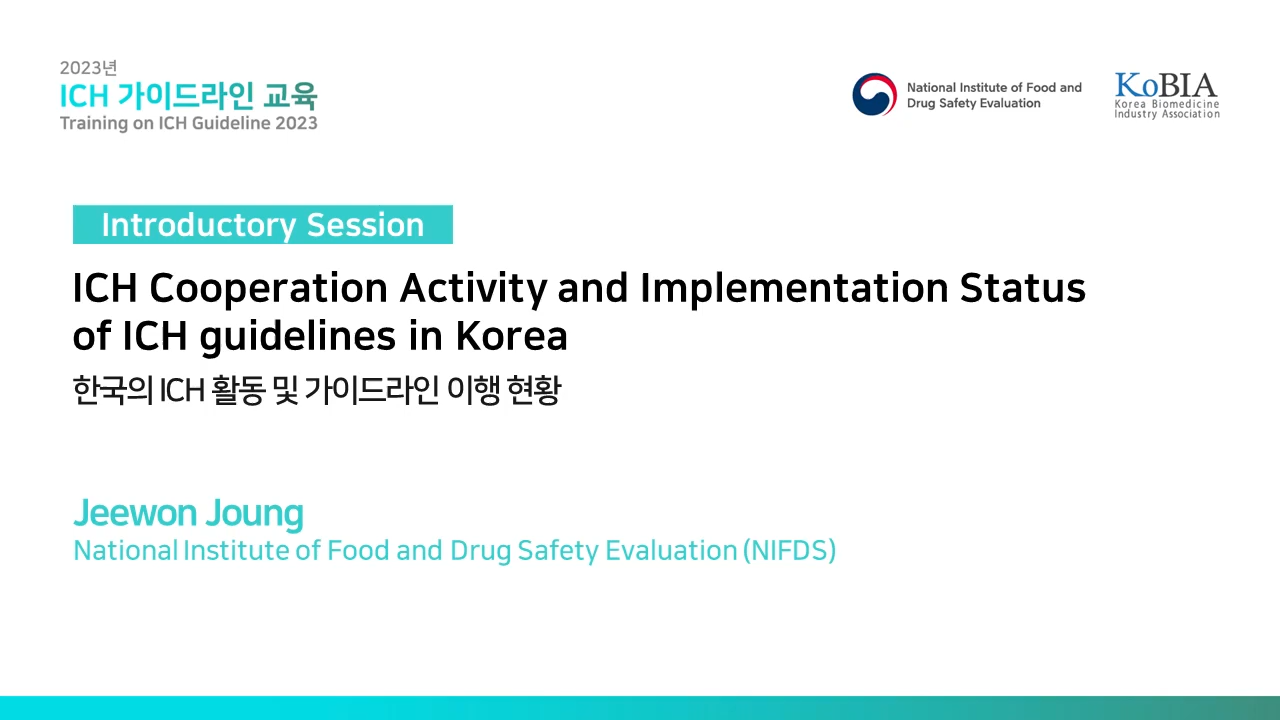 2023년
ICH 가이드라인 교육
Training on ICH Guideline 2023
National Institute of Food and
Drug Safety Evaluation
KoBIA
Korea Biomedicine
Industry Association
Introductory Session
ICH Cooperation Activity and Implementation Status
of ICH guidelines in Korea
한국의 ICH 활동 및 가이드라인 이행 현황
Jeewon Joung
National Institute of Food and Drug Safety Evaluation (NIFDS)